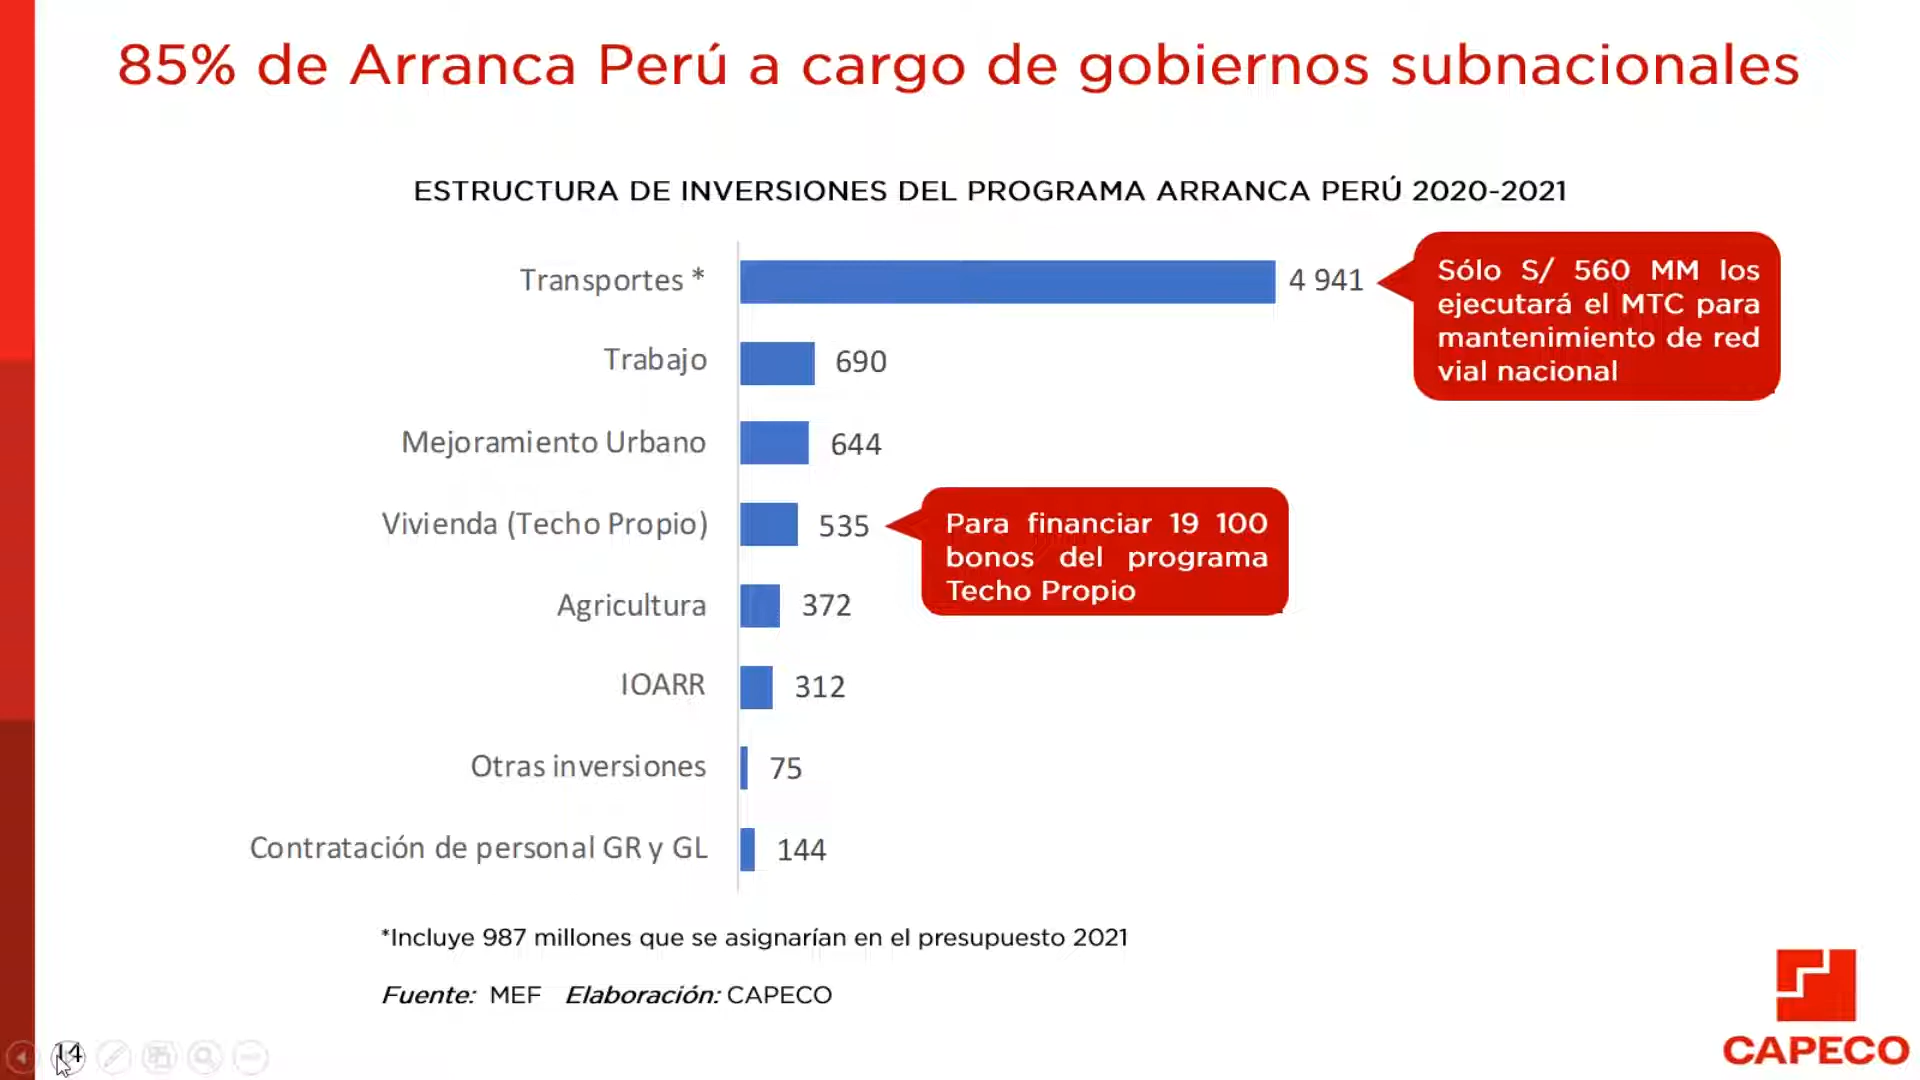 85% de Arranca Perú a cargo de gobiernos subnacionales
ESTRUCTURA DE INVERSIONES DEL PROGRAMA ARRANCA PERÚ 2020-2021
Transportes * 4 941
Sólo S/ 560 MM los
ejecutará el MTC para
mantenimiento de red
vial nacional
Trabajo 690
Mejoramiento Urbano 644
Vivienda (Techo Propio) 535
Para financiar 19 100
bonos del programa
Techo Propio
Agricultura 372
IOARR 312
Otras inversiones 75
Contratación de personal GR y GL 144
*Incluye 987 millones que se asignarían en el presupuesto 2021
Fuente: MEF Elaboración: CAPECO
14
CAPECO